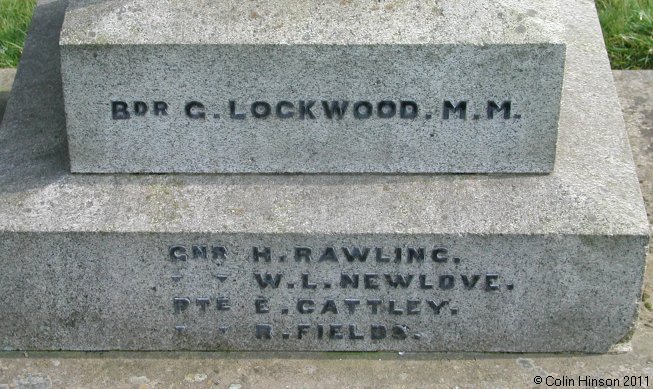 BDR G. LOCKWOOD. M.M.
GNR H. RAWLING.
" " W.L. NEWLOVE.
PTE E. CATTLEY.
" " R. FIELDS.
©Colin Hinson 2011